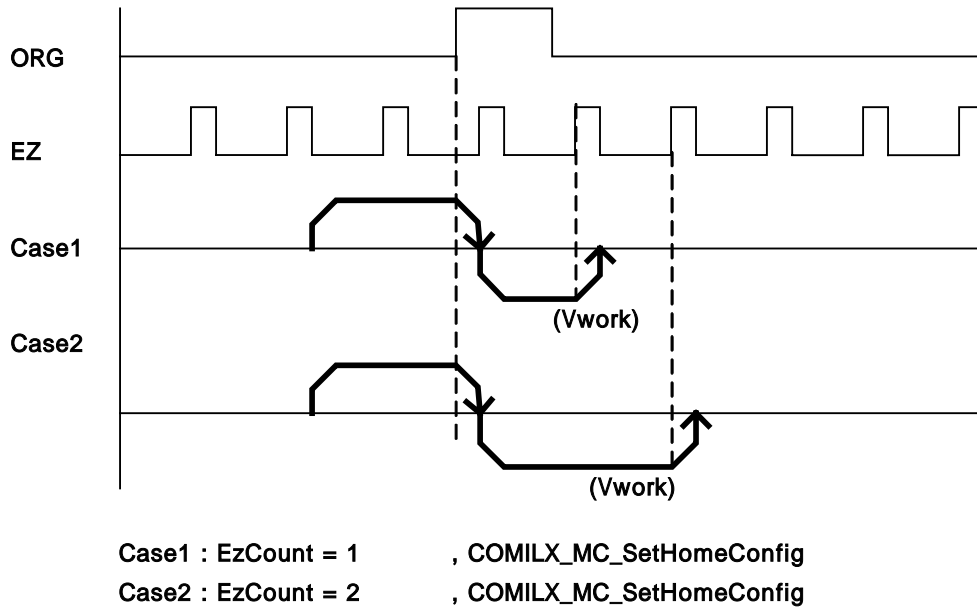 ORG
EZ
Case1
(Vwork)
Case2
(Vwork)
Case1 : EzCount = 1 , COMILX_MC_SetHomeConfig
Case2 : EzCount = 2 , COMILX_MC_SetHomeConfig